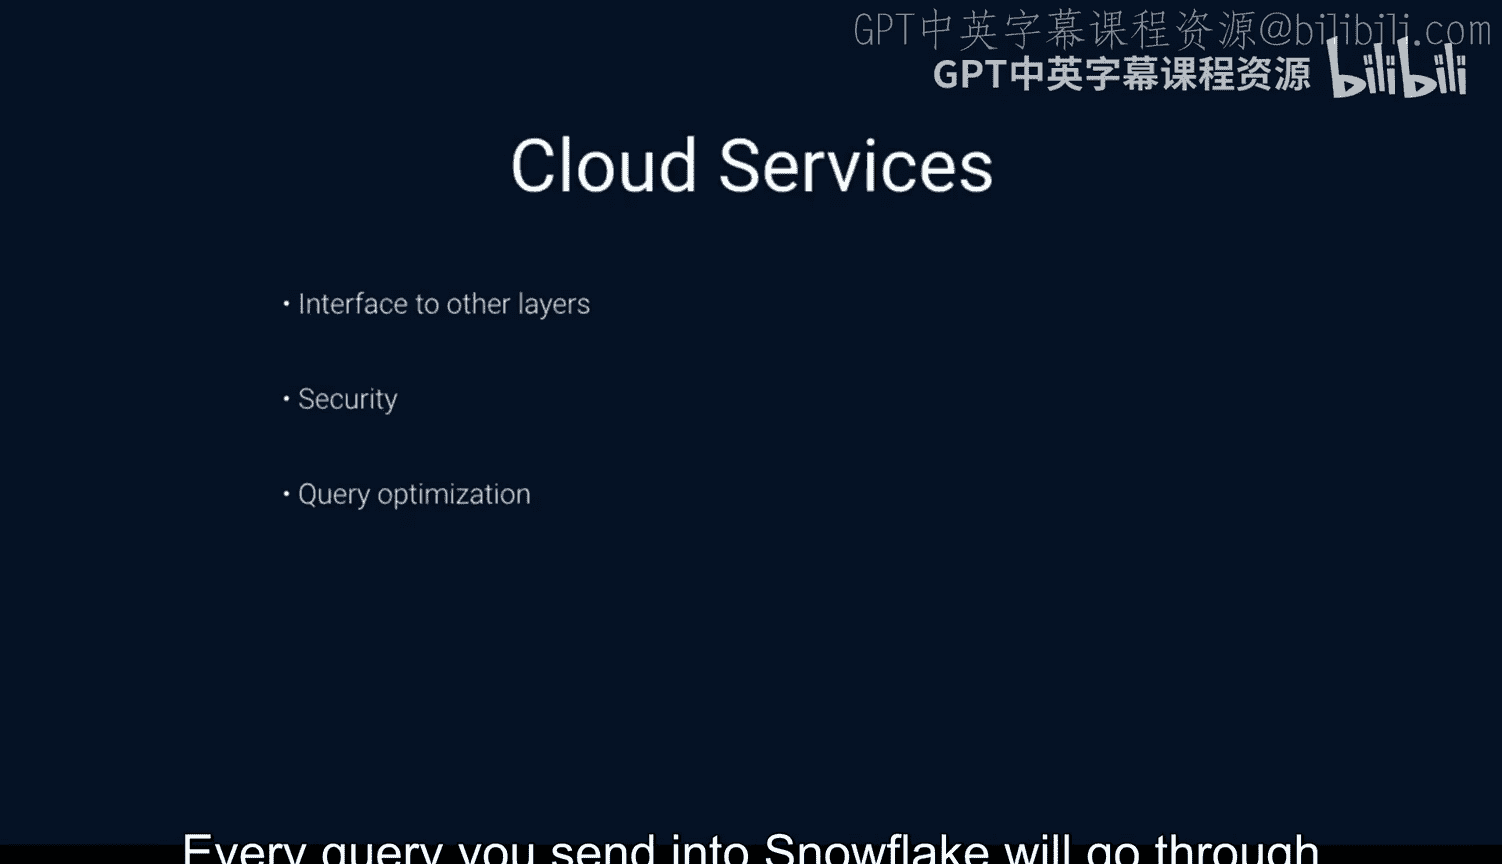 GPT中英字幕课程资源@bilibili.com
GPT中英字幕课程资源 bilibili
Cloud Services
• Interface to other layers
• Security
• Query optimization
Every query you send into Snowflake will go through